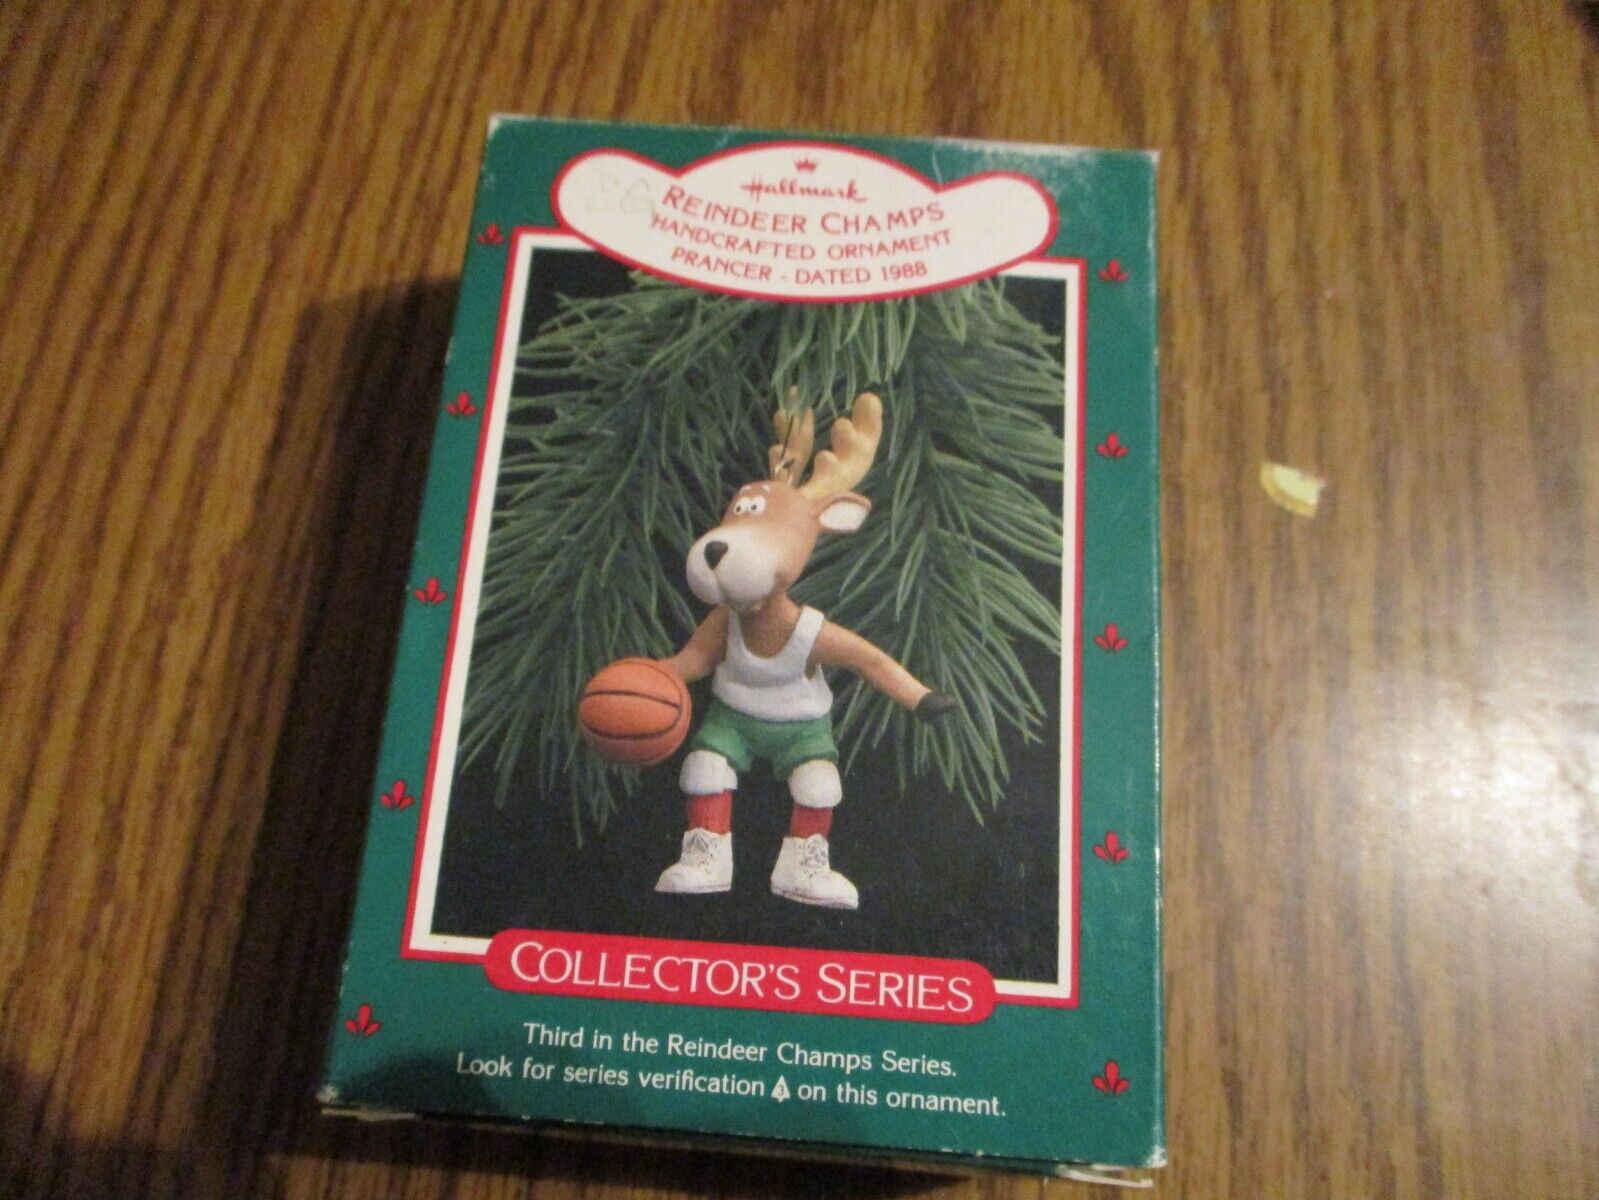 Hallmark
REINDEER CHAMPS
HANDCRAFTED ORNAMENT
PRANCER - DATED 1988
COLLECTOR'S SERIES
Third in the Reindeer Champs Series.
Look for series verification 3 on this ornament.